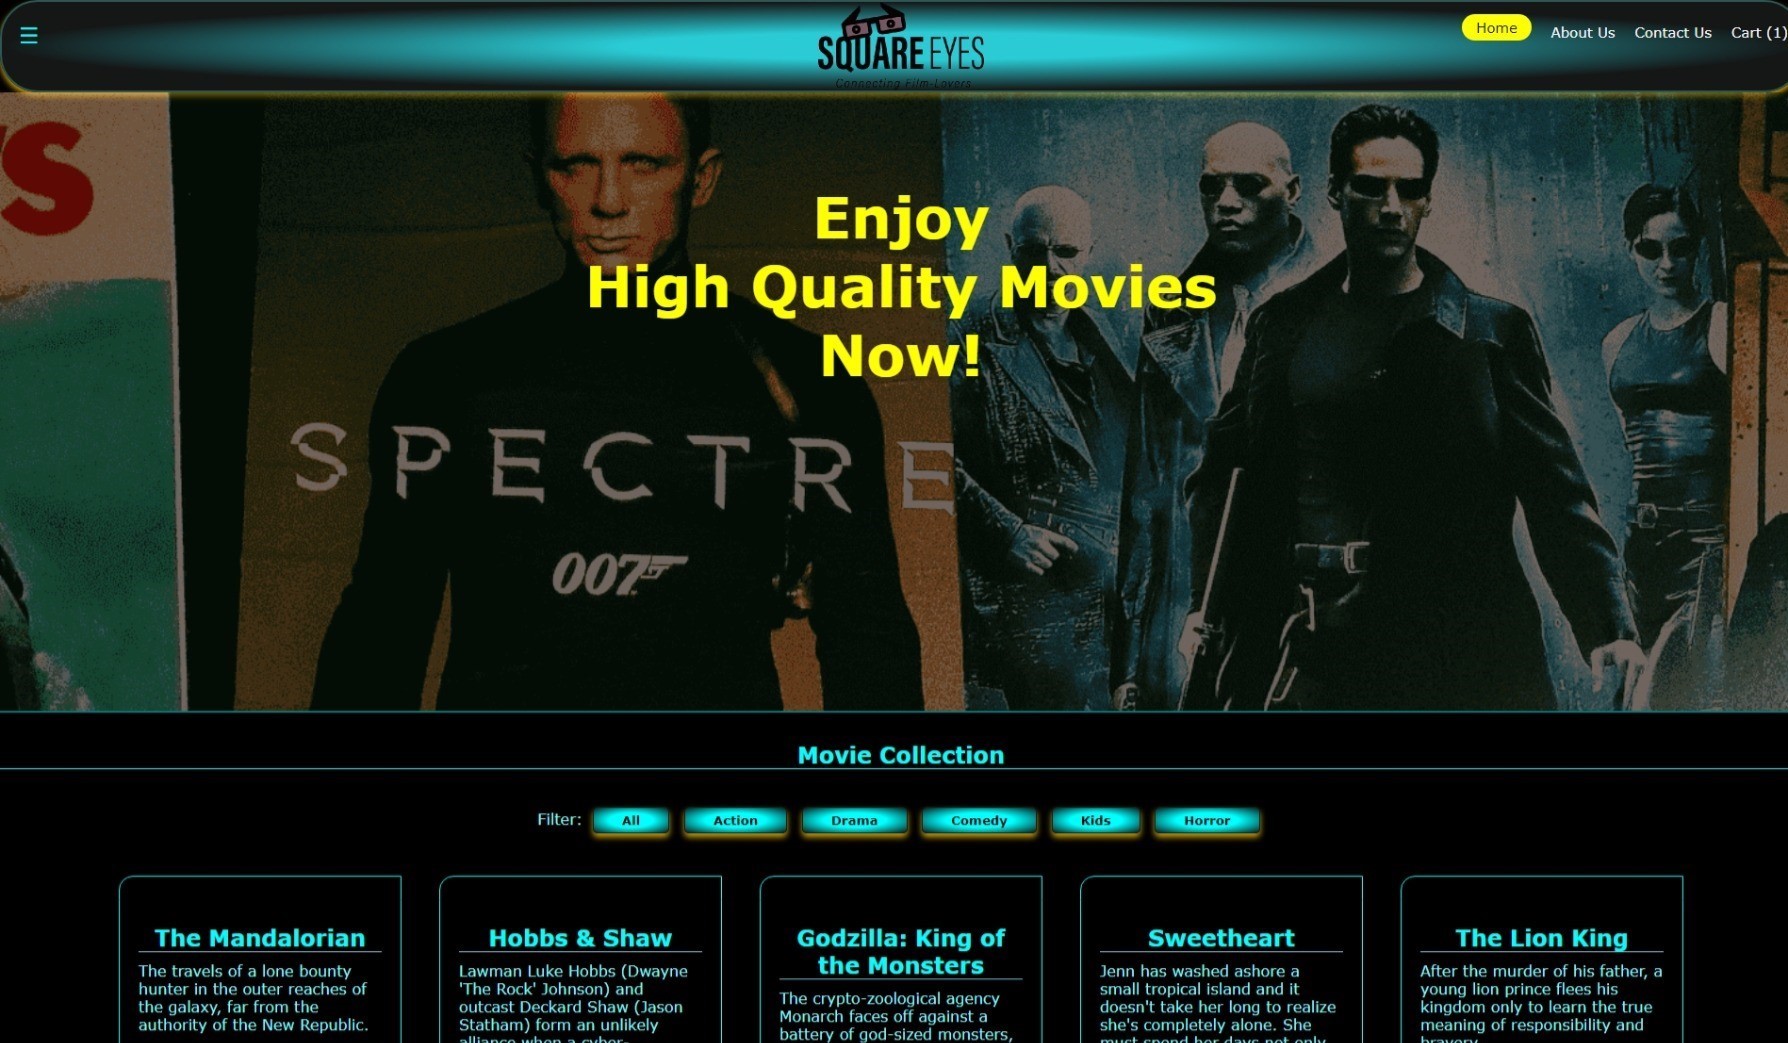 ☰
SQUARE EYES
Connecting Film-Lovers
Home
About Us
Contact Us
Cart (1)
S
Enjoy
High Quality Movies
Now!
SPECTRE
007
Movie Collection
Filter:
All
Action
Drama
Comedy
Kids
Horror
The Mandalorian
The travels of a lone bounty
hunter in the outer reaches of
the galaxy, far from the
authority of the New Republic.
Hobbs & Shaw
Lawman Luke Hobbs (Dwayne
'The Rock' Johnson) and
outcast Deckard Shaw (Jason
Statham) form an unlikely
alliance when a cyber-
Godzilla: King of
the Monsters
The crypto-zoological agency
Monarch faces off against a
battery of god-sized monsters,
Sweetheart
Jenn has washed ashore a
small tropical island and it
doesn't take her long to realize
she's completely alone. She
must spend her days not only
The Lion King
After the murder of his father, a
young lion prince flees his
kingdom only to learn the true
meaning of responsibility and
bravery.